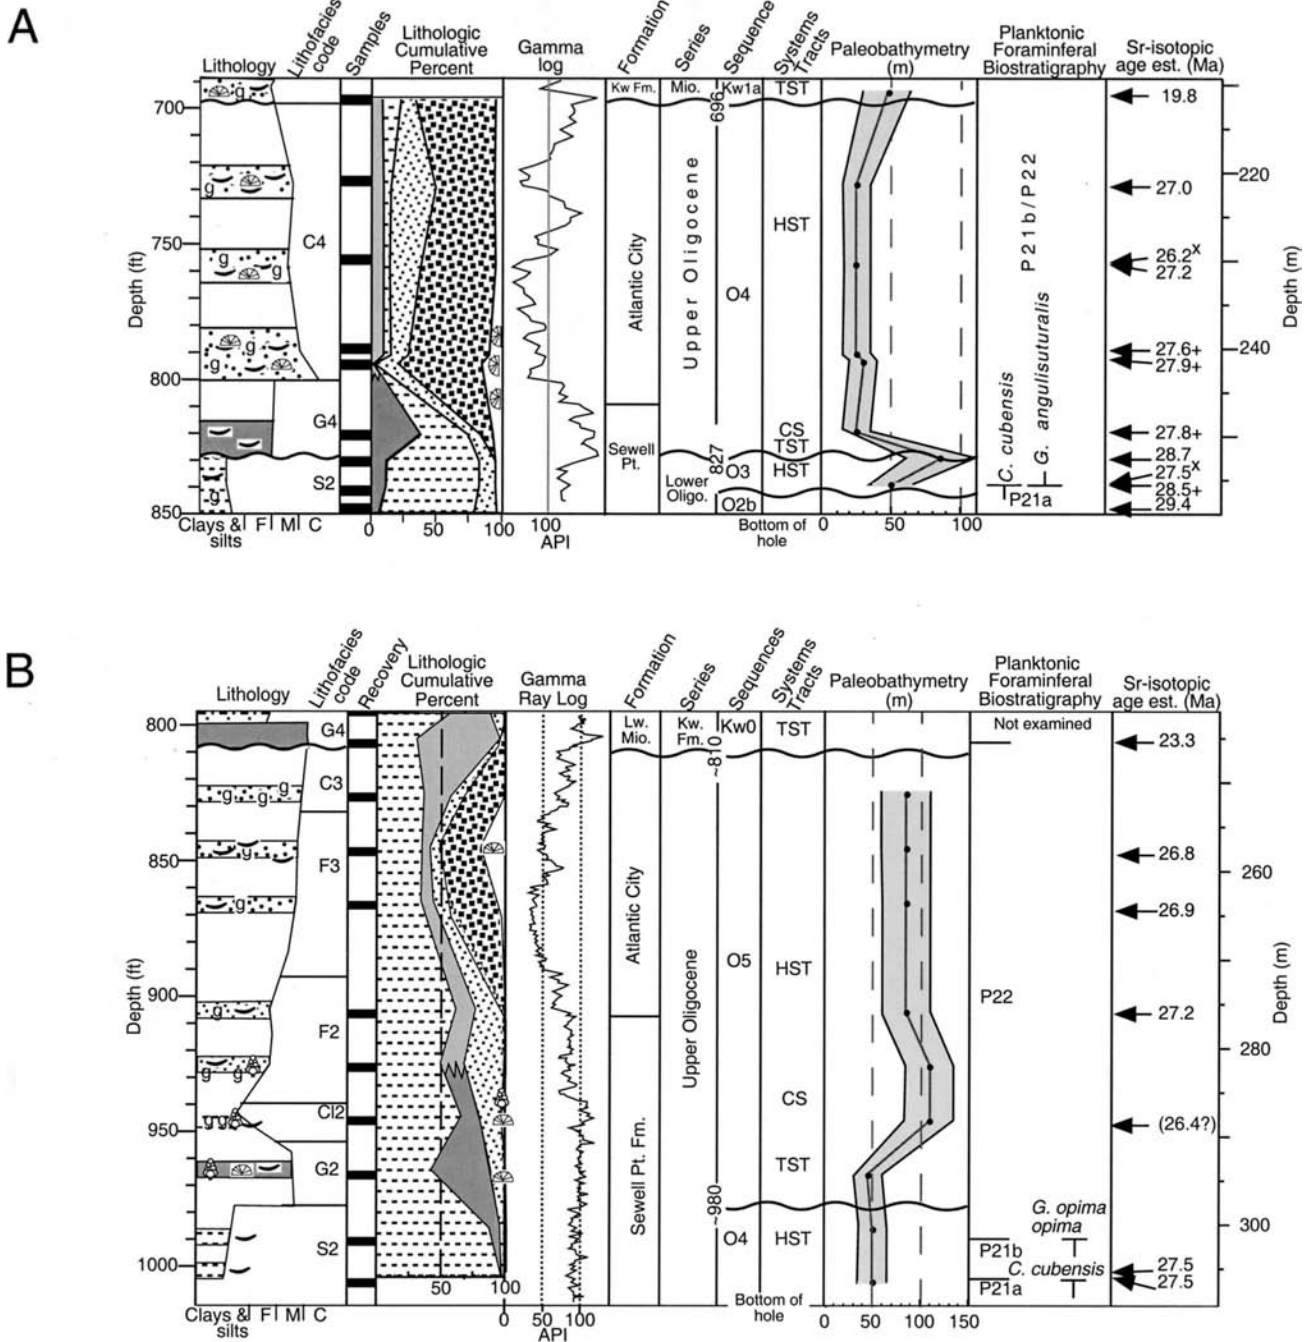 A
Lithology
Lithofacies
code
Samples
Lithologic
Cumulative
Percent
Gamma
log
Formation
Series
Sequence
Systems
Tracts
Paleobathymetry
(m)
Planktonic
Foraminferal
Biostratigraphy
Sr-isotopic
age est. (Ma)
Depth (ft)
700
750
800
850
g
g
g
g
g
g
g
C4
G4
S2
Kw Fm.
Mio.
Kw1a
TST
696
Atlantic City
Upper Oligocene
O4
HST
CS
TST
827
Sewell
Pt.
Lower
Oligo.
O3
HST
O2b
P21b/P22
C. cubensis
G. angulisuturalis
P21a
19.8
27.0
26.2x
27.2
27.6+
27.9+
27.8+
28.7
27.5x
28.5+
29.4
220
240
Depth (m)
Clays &
silts
F
M
C
0
50
100
API
Bottom of
hole
0
50
100
B
Lithology
Lithofacies
code
Recovery
Lithologic
Cumulative
Percent
Gamma
Ray Log
Formation
Series
Sequences
Systems
Tracts
Paleobathymetry
(m)
Planktonic
Foraminferal
Biostratigraphy
Sr-isotopic
age est. (Ma)
Depth (ft)
800
850
900
950
1000
g g g
g
g
g
g g
gg g
G4
C3
F3
F2
Cl2
G2
S2
Lw.
Mio.
Kw.
Fm.
Kw0
TST
~810
Not examined
Atlantic City
Upper Oligocene
O5
HST
CS
TST
Sewell Pt. Fm.
~980
O4
HST
P22
G. opima
opima
P21b
C. cubensis
P21a
23.3
26.8
26.9
27.2
(26.4?)
27.5
27.5
260
280
300
Depth (m)
Clays &
silts
F
M
C
50
100
0
50
100
API
Bottom of
hole
0
50
100
150